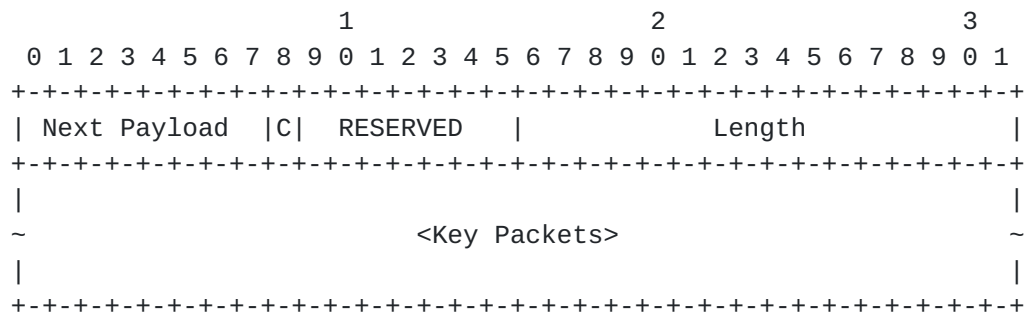 1                   2                   3
 0 1 2 3 4 5 6 7 8 9 0 1 2 3 4 5 6 7 8 9 0 1 2 3 4 5 6 7 8 9 0 1
+-+-+-+-+-+-+-+-+-+-+-+-+-+-+-+-+-+-+-+-+-+-+-+-+-+-+-+-+-+-+-+-+
| Next Payload  |C|  RESERVED   |            Length             |
+-+-+-+-+-+-+-+-+-+-+-+-+-+-+-+-+-+-+-+-+-+-+-+-+-+-+-+-+-+-+-+-+
|                                                               |
~                         <Key Packets>                         ~
|                                                               |
+-+-+-+-+-+-+-+-+-+-+-+-+-+-+-+-+-+-+-+-+-+-+-+-+-+-+-+-+-+-+-+-+